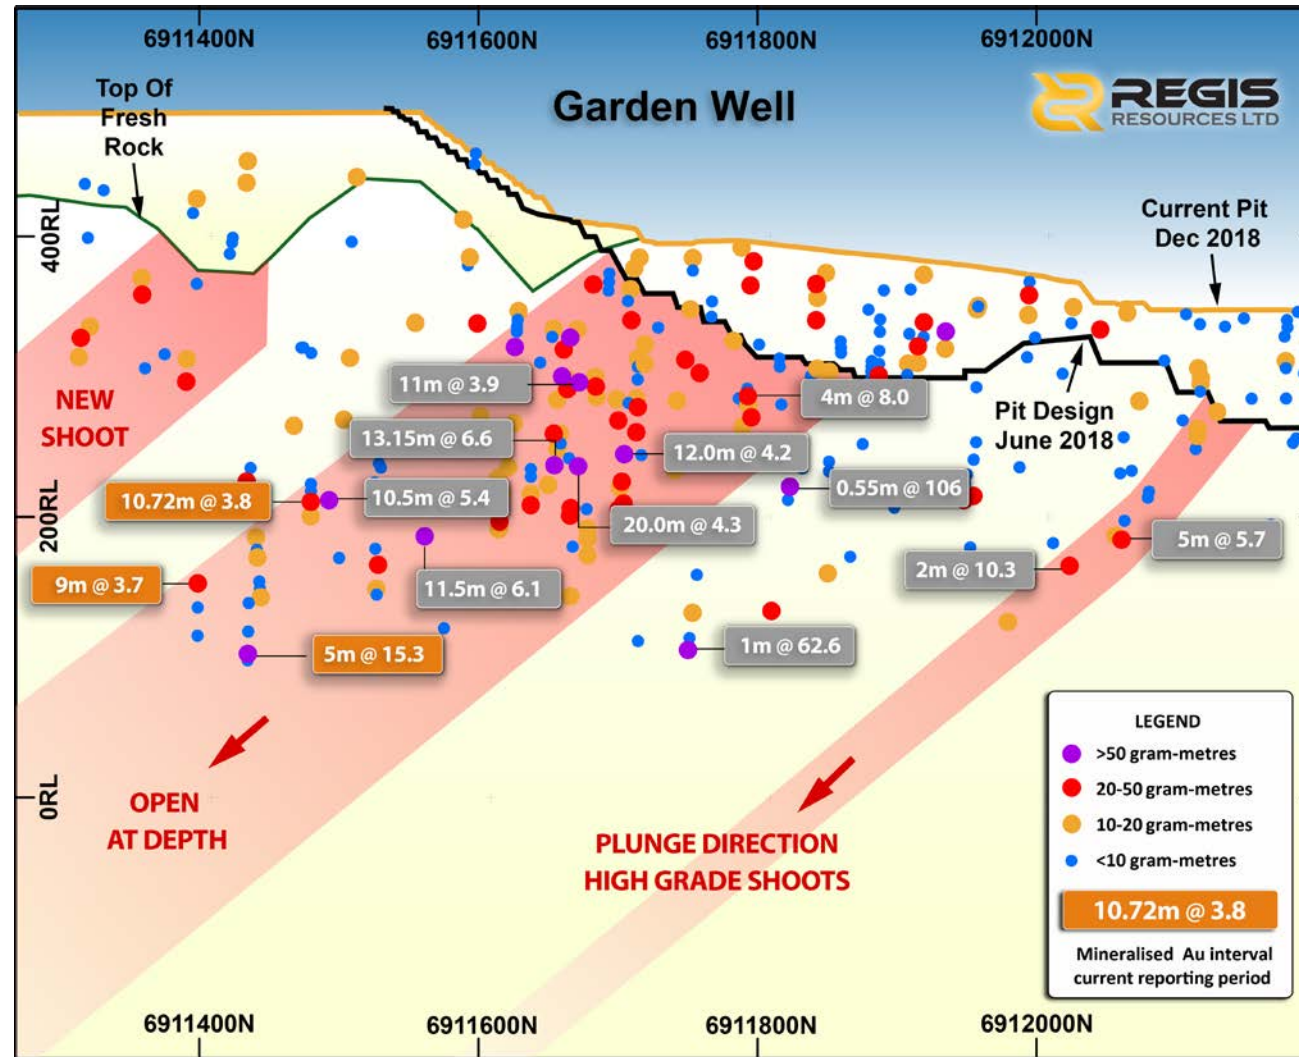 6911400N
6911600N
6911800N
6912000N
Top Of
Fresh
Rock
Garden Well
REGIS
RESOURCES LTD
400RL
Current Pit
Dec 2018
NEW
SHOOT
11m @ 3.9
4m @ 8.0
Pit Design
June 2018
13.15m @ 6.6
12.0m @ 4.2
200RL
10.72m @ 3.8
10.5m @ 5.4
0.55m @ 106
20.0m @ 4.3
5m @ 5.7
9m @ 3.7
11.5m @ 6.1
2m @ 10.3
5m @ 15.3
1m @ 62.6
0RL
OPEN
AT DEPTH
PLUNGE DIRECTION
HIGH GRADE SHOOTS
LEGEND
>50 gram-metres
20-50 gram-metres
10-20 gram-metres
<10 gram-metres
10.72m @ 3.8
Mineralised Au interval
current reporting period
6911400N
6911600N
6911800N
6912000N